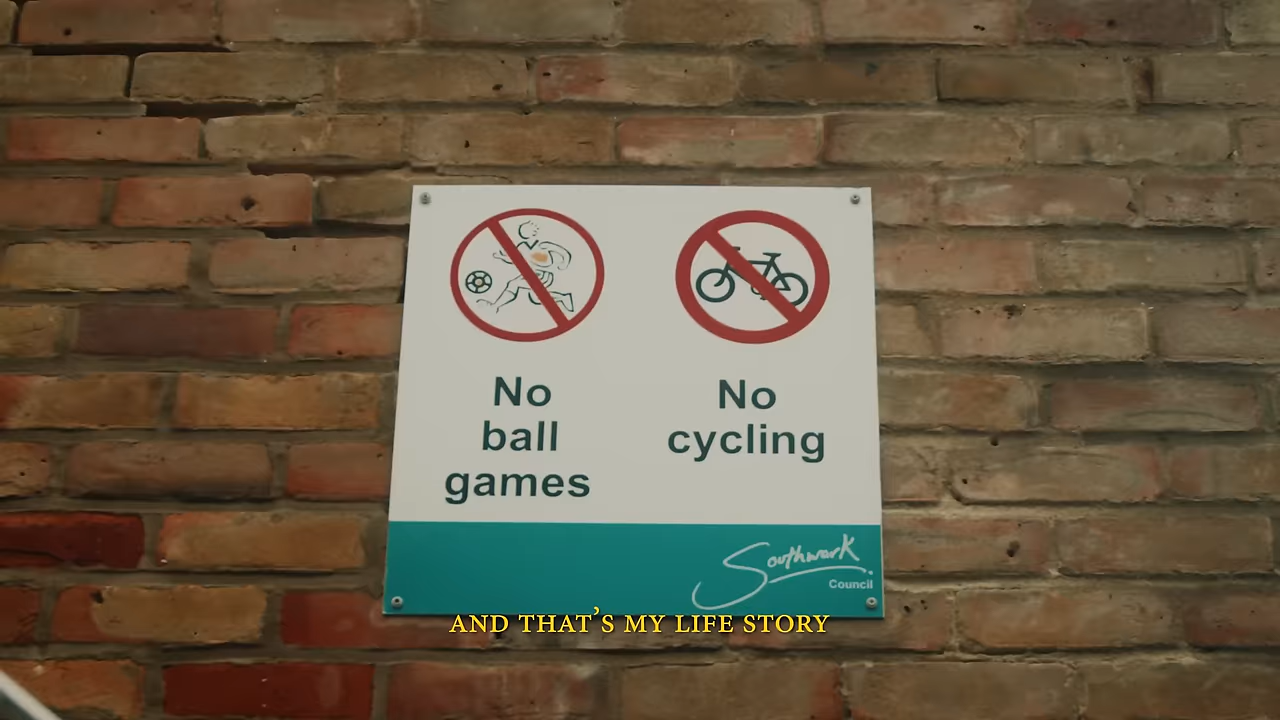 No
ball
games
No
cycling
Southwark
Council
AND THAT'S MY LIFE STORY